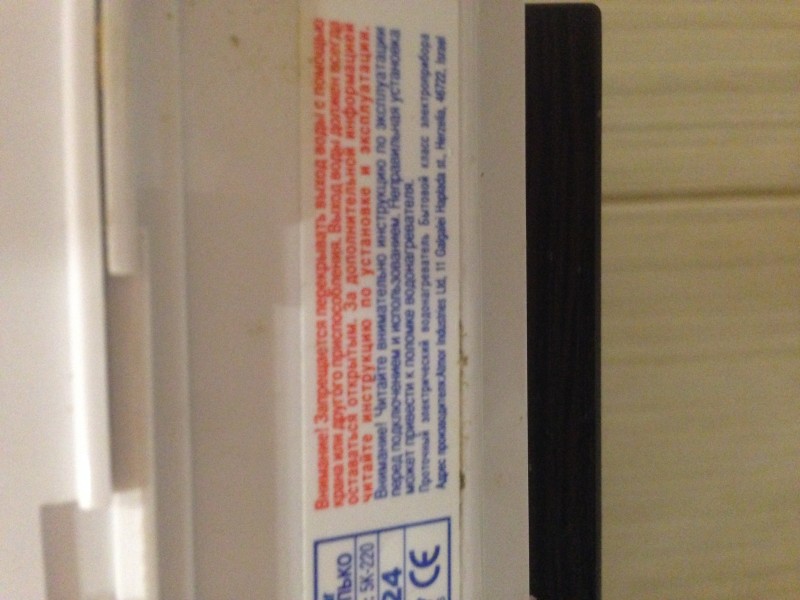 Внимание! Запрещается перекрывать выход воды с помощью
крана или другого приспособления. Выход воды должен всегда
оставаться открытым. За дополнительной информацией
читайте инструкцию по установке и эксплуатации.
Внимание! Читайте внимательно инструкцию по эксплуатации
перед подключением и использованием. Неправильная установка
может привести к поломке водонагревателя.
Проточный электрический водонагреватель Бытовой класс электроприбора
Адрес производителя: Atmor Industries Ltd, 11 Galgalei Haplada st., Herzelia, 46722, Israel
ЛЬКО
: 5K-220
24
CE